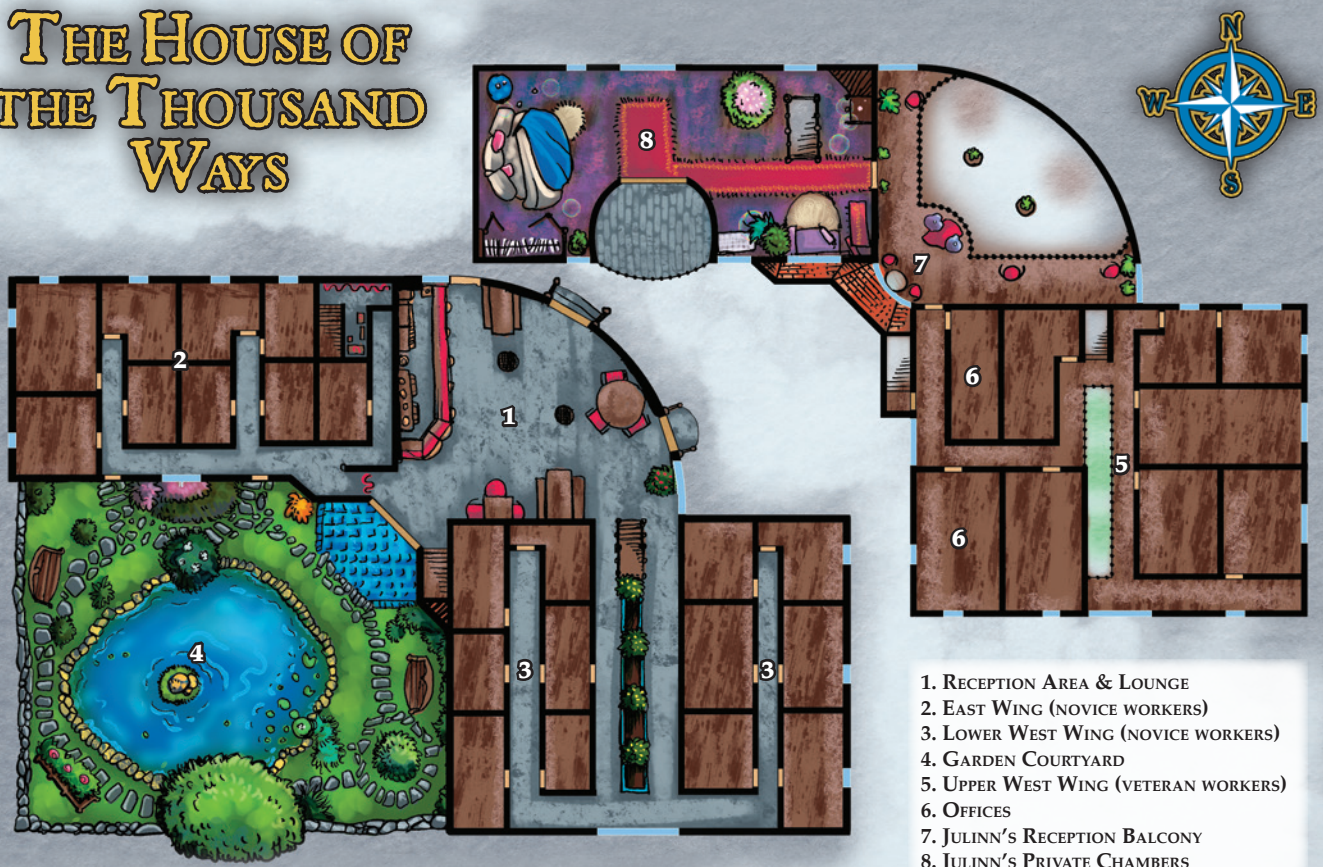 THE HOUSE OF
THE THOUSAND
WAYS
N
W
E
S
8
7
2
1
6
5
6
4
3
3
1. RECEPTION AREA & LOUNGE
2. EAST WING (NOVICE WORKERS)
3. LOWER WEST WING (NOVICE WORKERS)
4. GARDEN COURTYARD
5. UPPER WEST WING (VETERAN WORKERS)
6. OFFICES
7. JULINN'S RECEPTION BALCONY
8. JULINN'S PRIVATE CHAMBERS